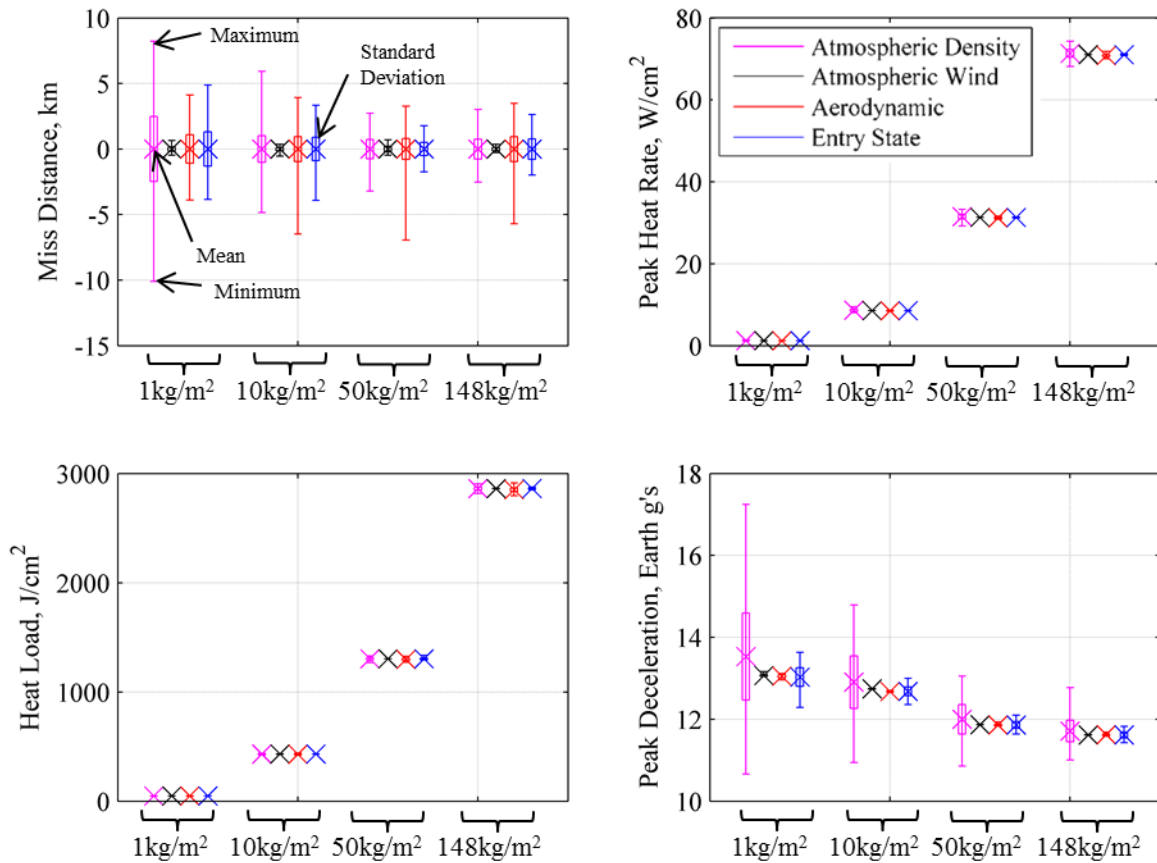 10
5
0
-5
-10
-15
Miss Distance, km
Maximum
Standard
Deviation
Mean
Minimum
1kg/m²
10kg/m²
50kg/m²
148kg/m²
80
60
40
20
0
Peak Heat Rate, W/cm²
Atmospheric Density
Atmospheric Wind
Aerodynamic
Entry State
1kg/m²
10kg/m²
50kg/m²
148kg/m²
3000
2000
1000
0
Heat Load, J/cm²
1kg/m²
10kg/m²
50kg/m²
148kg/m²
18
16
14
12
10
Peak Deceleration, Earth g's
1kg/m²
10kg/m²
50kg/m²
148kg/m²